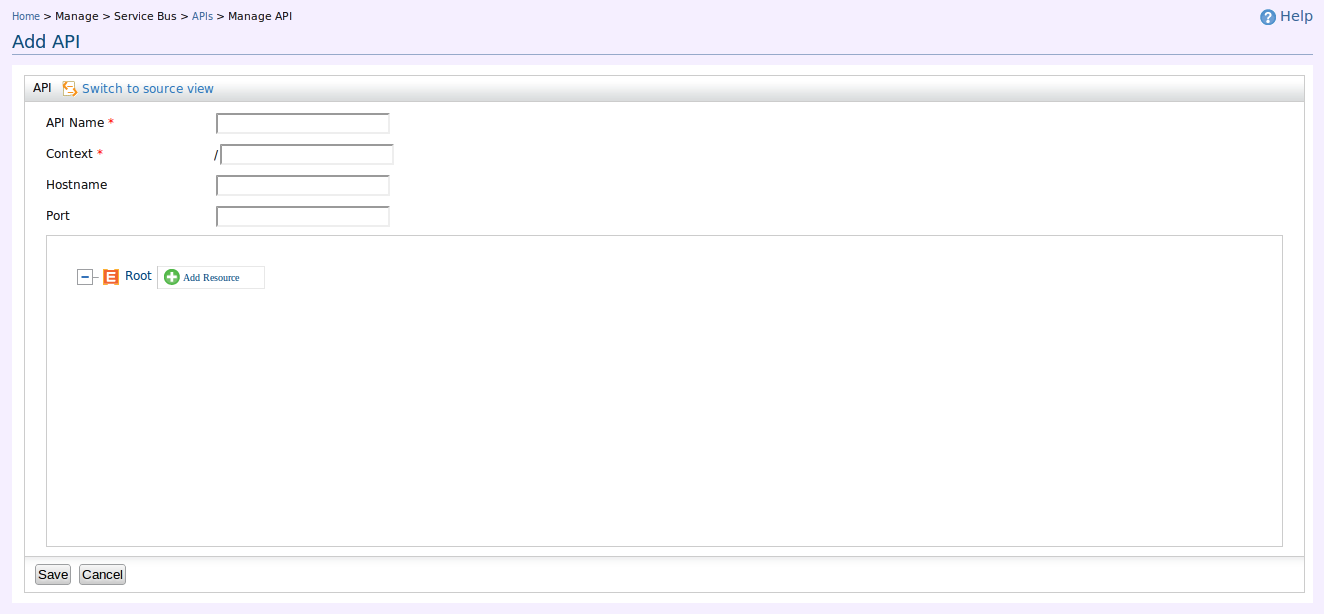 Home > Manage > Service Bus > APIs > Manage API
Help
Add API
API Switch to source view
API Name *
Context * /
Hostname
Port
Root Add Resource
Save Cancel